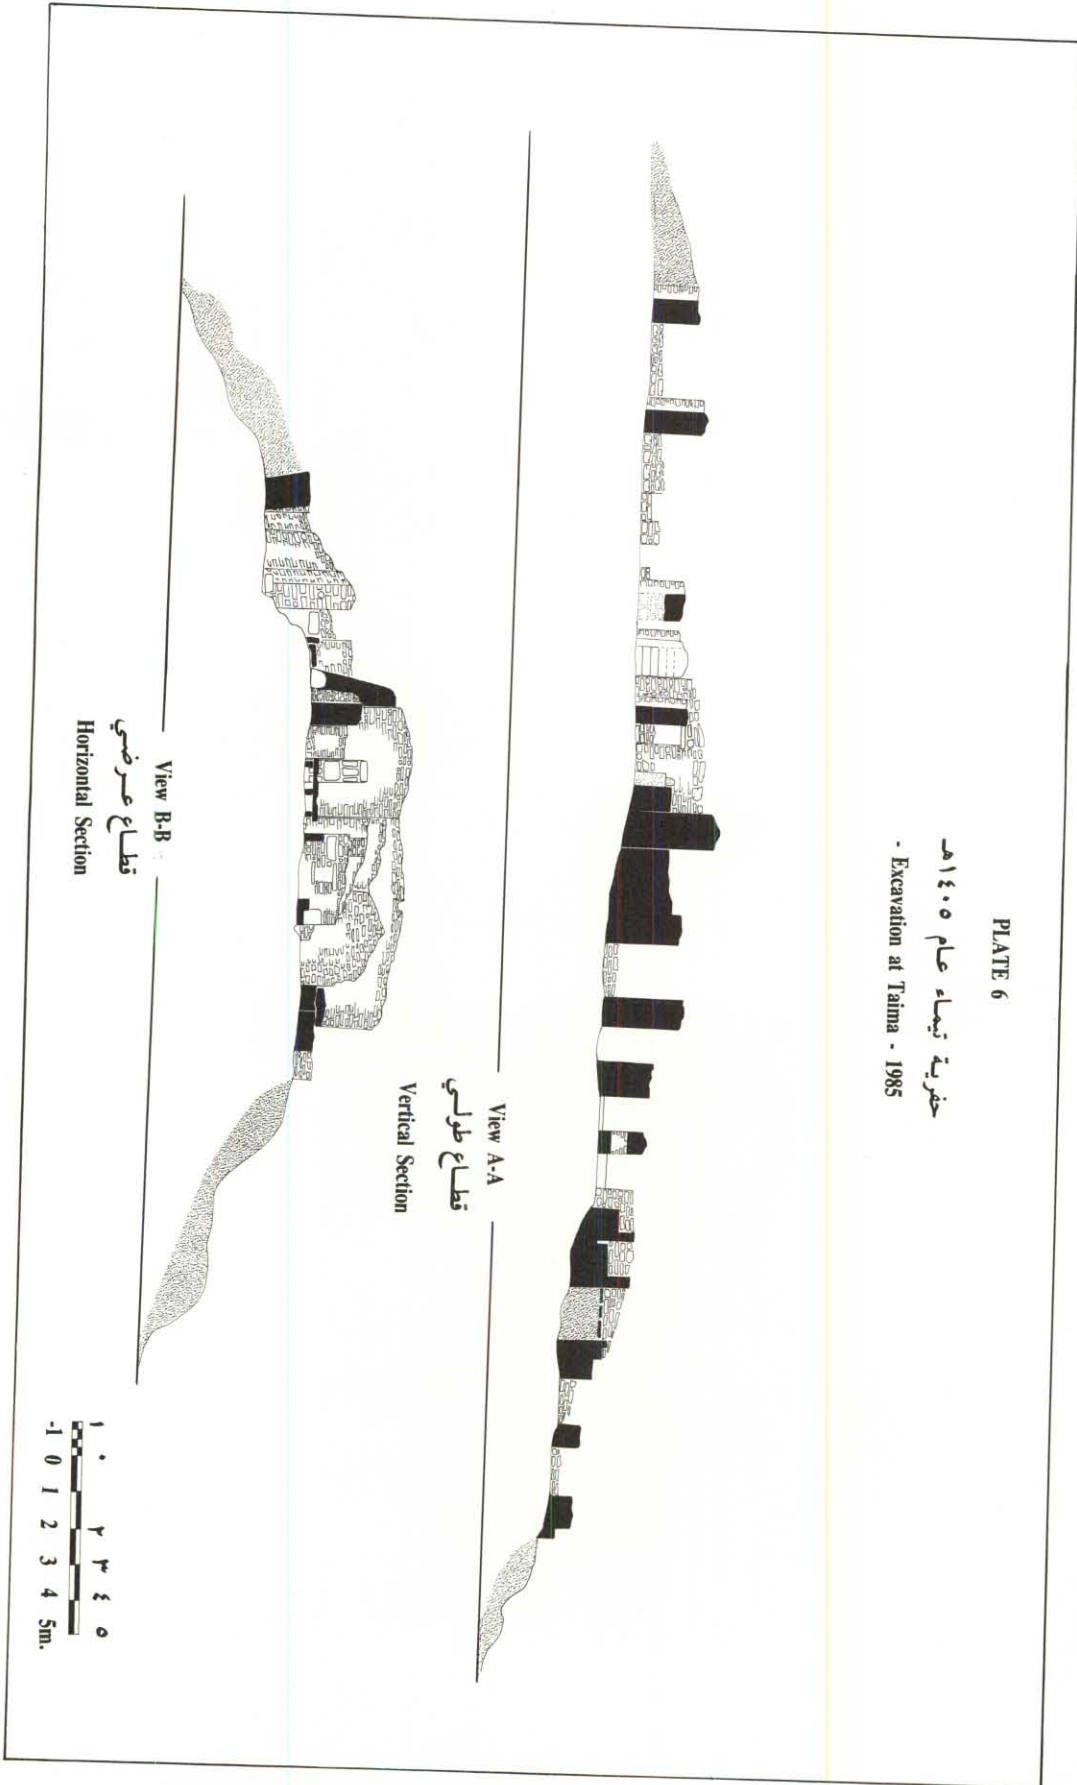 PLATE 6
حفرية تيماء عام ١٤٠٥هـ
- Excavation at Taima - 1985
View A-A
قطاع طولي
Vertical Section
View B-B
قطاع عرضي
Horizontal Section
١ ٠ ٢ ٣ ٤ ٥
-1 0 1 2 3 4 5m.